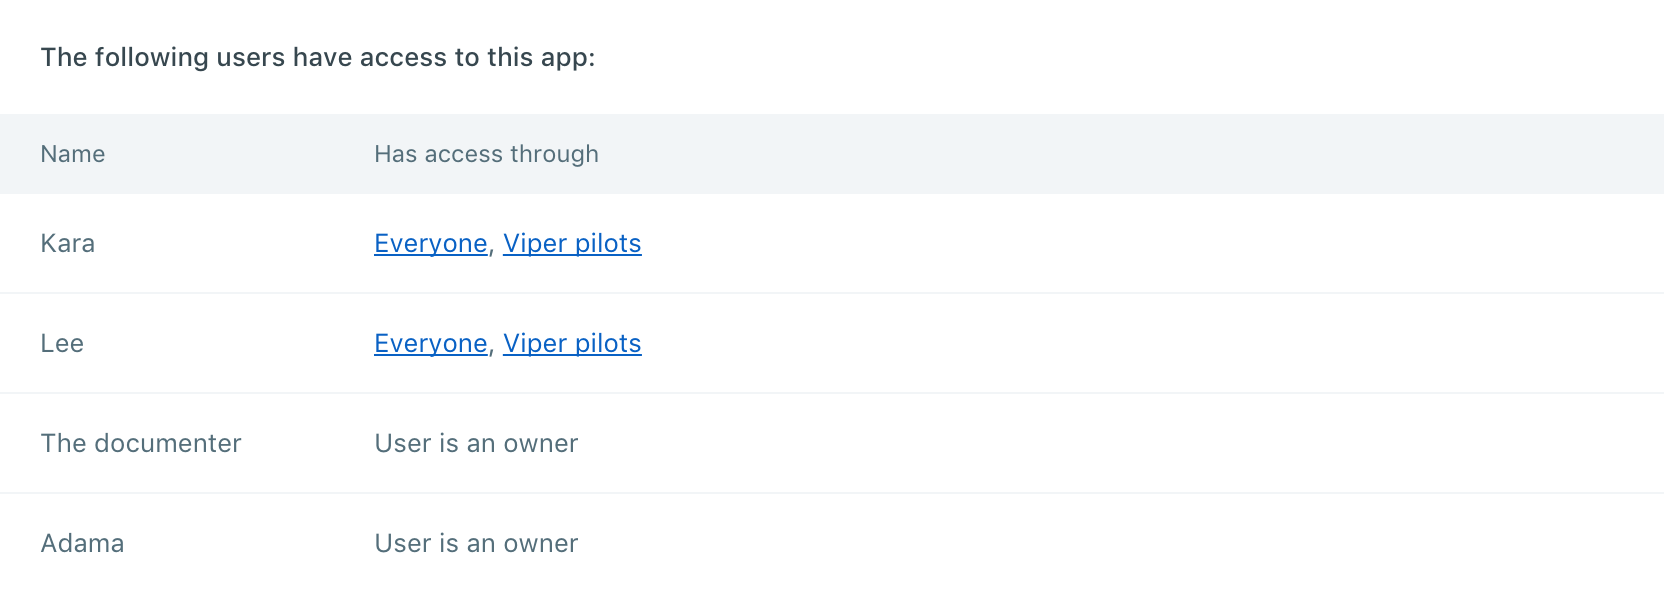 The following users have access to this app:
Name Has access through
Kara Everyone, Viper pilots
Lee Everyone, Viper pilots
The documenter User is an owner
Adama User is an owner